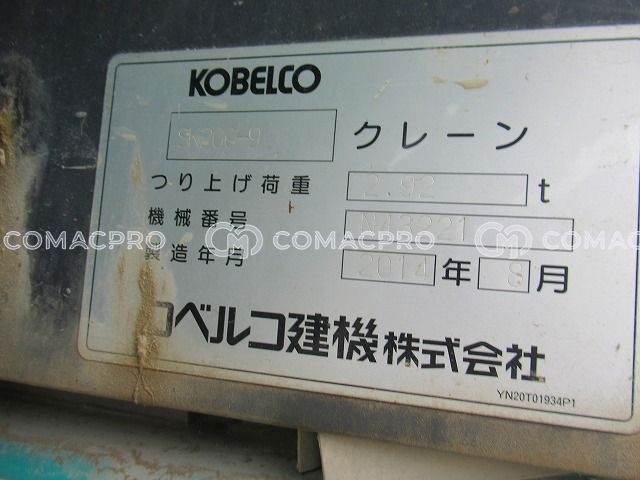 KOBELCO
SK200-9 クレーン
つり上げ荷重 2.92 t
機械番号 N43221
製造年月 2014 年 8 月
COMACPRO COMACPRO COMACPRO
コベルコ建機株式会社
YN20T01934P1